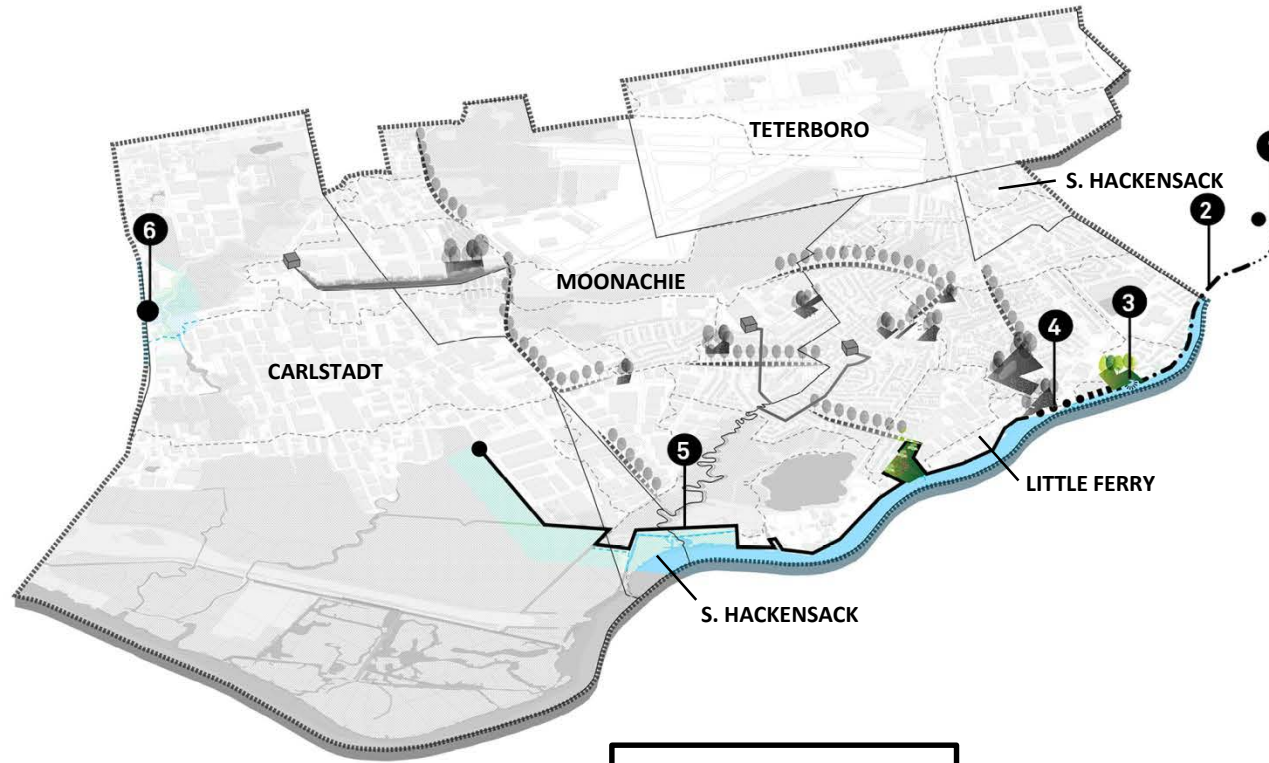 TETERBORO
S. HACKENSACK
2
6
MOONACHIE
3
4
CARLSTADT
5
LITTLE FERRY
S. HACKENSACK